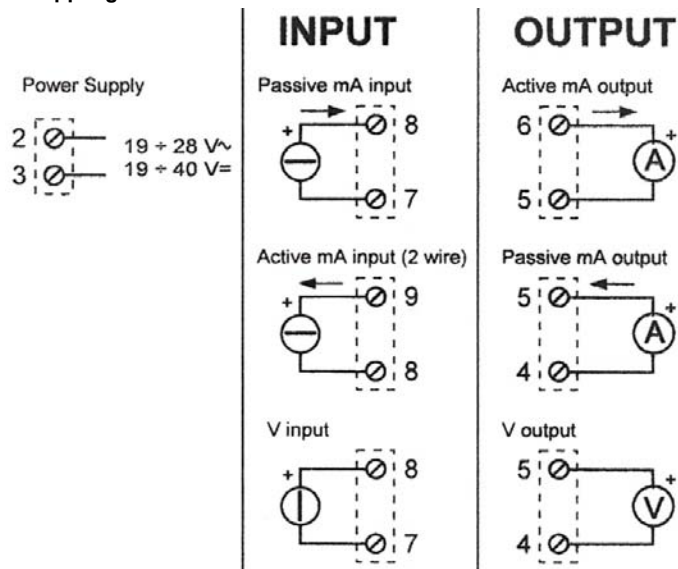 INPUT
OUTPUT
Power Supply
2
3
19 ÷ 28 V~
19 ÷ 40 V=
Passive mA input
+
8
7
Active mA input (2 wire)
+
9
8
V input
+
8
7
Active mA output
6
5
+
A
Passive mA output
5
4
+
A
V output
5
4
+
V